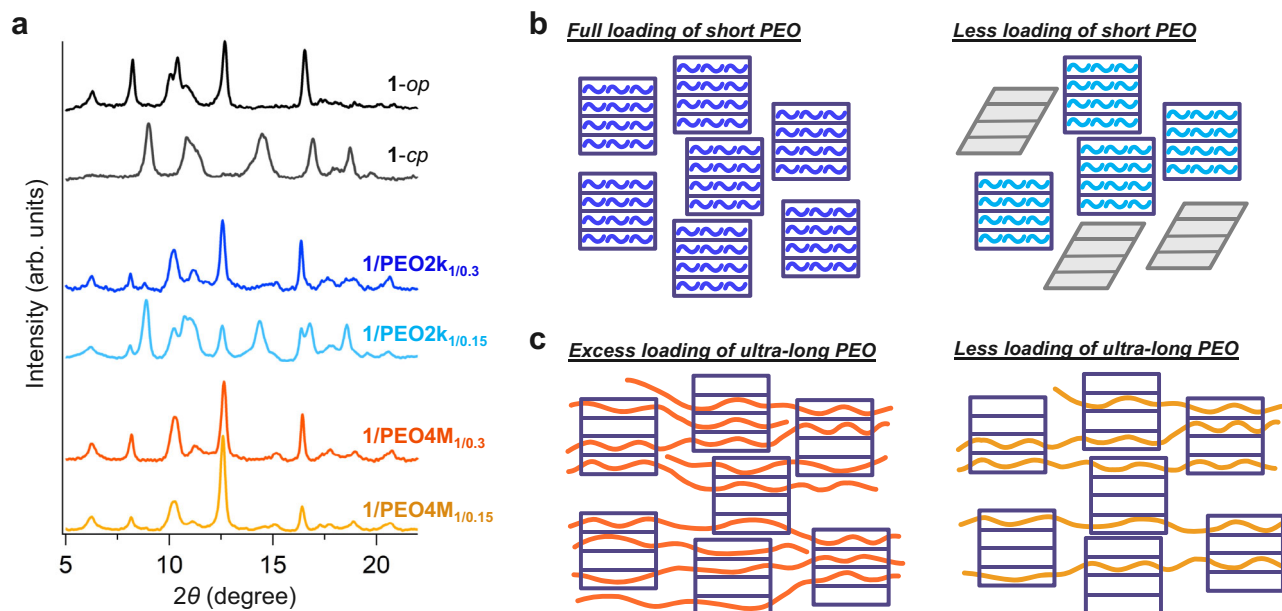 a
1-op
1-cp
1/PEO2k1/0.3
1/PEO2k1/0.15
1/PEO4M1/0.3
1/PEO4M1/0.15
Intensity (arb. units)
5 10 15 20
2θ (degree)
b
Full loading of short PEO
Less loading of short PEO
c
Excess loading of ultra-long PEO
Less loading of ultra-long PEO